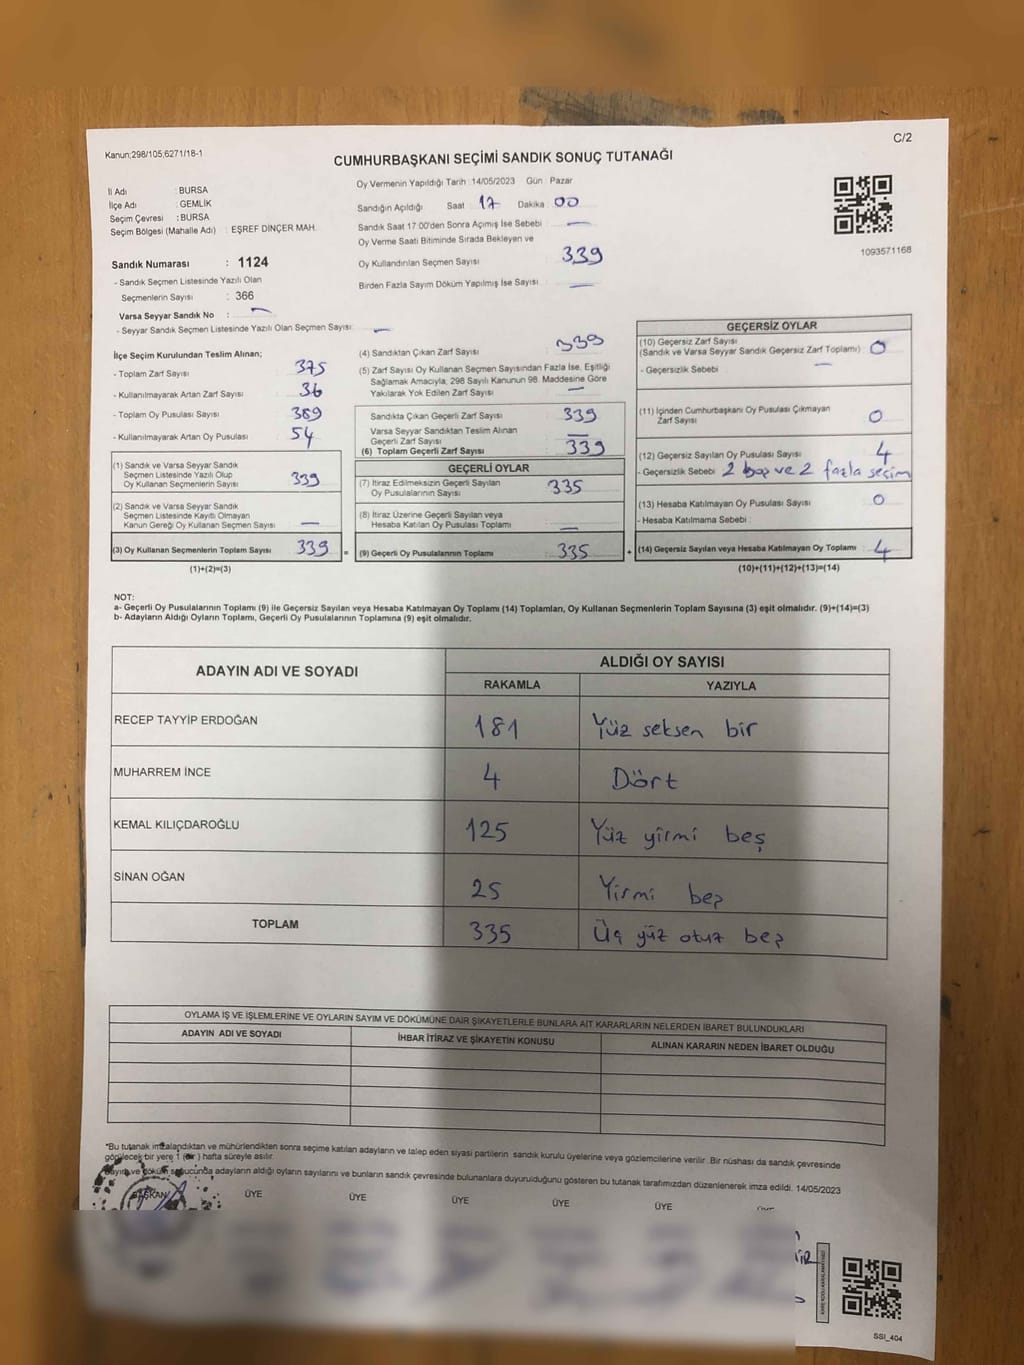 C/2
Kanun;298/105;6271/18-1
CUMHURBAŞKANI SEÇİMİ SANDIK SONUÇ TUTANAĞI
İl Adı : BURSA
İlçe Adı : GEMLİK
Seçim Çevresi : BURSA
Seçim Bölgesi (Mahalle Adı) : EŞREF DİNÇER MAH.
Sandık Numarası : 1124
- Sandık Seçmen Listesinde Yazılı Olan
Seçmenlerin Sayısı : 366
Varsa Seyyar Sandık No : —
- Seyyar Sandık Seçmen Listesinde Yazılı Olan Seçmen Sayısı: —
Oy Vermenin Yapıldığı Tarih : 14/05/2023 Gün : Pazar
Sandığın Açıldığı Saat 17 Dakika 00
Sandık Saat 17:00'den Sonra Açımış İse Sebebi : —
Oy Verme Saati Bitiminde Sırada Bekleyen ve
Oy Kullandırılan Seçmen Sayısı : 339
Birden Fazla Sayım Döküm Yapılmış İse Sayısı : —
1093571168
İlçe Seçim Kurulundan Teslim Alınan;
- Toplam Zarf Sayısı : 375
- Kullanılmayarak Artan Zarf Sayısı : 36
- Toplam Oy Pusulası Sayısı : 389
- Kullanılmayarak Artan Oy Pusulası : 54
(1) Sandık ve Varsa Seyyar Sandık
Seçmen Listesinde Yazılı Olup
Oy Kullanan Seçmenlerin Sayısı : 339
(2) Sandık ve Varsa Seyyar Sandık
Seçmen Listesinde Kayıtlı Olmayan
Kanun Gereği Oy Kullanan Seçmen Sayısı : —
(3) Oy Kullanan Seçmenlerin Toplam Sayısı : 339 =
(1)+(2)=(3)
(4) Sandıktan Çıkan Zarf Sayısı : 339
(5) Zarf Sayısı Oy Kullanan Seçmen Sayısından Fazla İse, Eşitliği
Sağlamak Amacıyla, 298 Sayılı Kanunun 98. Maddesine Göre
Yakılarak Yok Edilen Zarf Sayısı : —
Sandıkta Çıkan Geçerli Zarf Sayısı : 339
Varsa Seyyar Sandıktan Teslim Alınan
Geçerli Zarf Sayısı : —
(6) Toplam Geçerli Zarf Sayısı : 339
GEÇERLİ OYLAR
(7) İtiraz Edilmeksizin Geçerli Sayılan
Oy Pusulalarının Sayısı : 335
(8) İtiraz Üzerine Geçerli Sayılan veya
Hesaba Katılan Oy Pusulası Toplamı : —
(9) Geçerli Oy Pusulalarının Toplamı : 335 +
GEÇERSİZ OYLAR
(10) Geçersiz Zarf Sayısı
(Sandık ve Varsa Seyyar Sandık Geçersiz Zarf Toplamı) : 0
- Geçersizlik Sebebi : —
(11) İçinden Cumhurbaşkanı Oy Pusulası Çıkmayan
Zarf Sayısı : 0
(12) Geçersiz Sayılan Oy Pusulası Sayısı : 4
- Geçersizlik Sebebi : 2 boş ve 2 fazla seçim
(13) Hesaba Katılmayan Oy Pusulası Sayısı : 0
- Hesaba Katılmama Sebebi :
(14) Geçersiz Sayılan veya Hesaba Katılmayan Oy Toplamı : 4
(10)+(11)+(12)+(13)=(14)
NOT:
a- Geçerli Oy Pusulalarının Toplamı (9) ile Geçersiz Sayılan veya Hesaba Katılmayan Oy Toplamı (14) Toplamları, Oy Kullanan Seçmenlerin Toplam Sayısına (3) eşit olmalıdır. (9)+(14)=(3)
b- Adayların Aldığı Oyların Toplamı, Geçerli Oy Pusulalarının Toplamına (9) eşit olmalıdır.
ADAYIN ADI VE SOYADI ALDIĞI OY SAYISI
RAKAMLA YAZIYLA
RECEP TAYYİP ERDOĞAN 181 Yüz seksen bir
MUHARREM İNCE 4 Dört
KEMAL KILIÇDAROĞLU 125 Yüz yirmi beş
SİNAN OĞAN 25 Yirmi beş
TOPLAM 335 Üç yüz otuz beş
OYLAMA İŞ VE İŞLEMLERİNE VE OYLARIN SAYIM VE DÖKÜMÜNE DAİR ŞİKAYETLERLE BUNLARA AİT KARARLARIN NELERDEN İBARET BULUNDUKLARI
ADAYIN ADI VE SOYADI İHBAR İTİRAZ VE ŞİKAYETİN KONUSU ALINAN KARARIN NEDEN İBARET OLDUĞU
*Bu tutanak imzalandıktan ve mühürlendikten sonra seçime katılan adayların ve talep eden siyasi partilerin sandık kurulu üyelerine veya gözlemcilerine verilir. Bir nüshası da sandık çevresinde
görülecek bir yere 1 (bir) hafta süreyle asılır.
Sayım ve döküm sonucunda adayların aldığı oyların sayılarını ve bunların sandık çevresinde bulunanlara duyurulduğunu gösteren bu tutanak tarafımızdan düzenlenerek imza edildi. 14/05/2023
BAŞKAN ÜYE ÜYE ÜYE ÜYE ÜYE
SSI_404